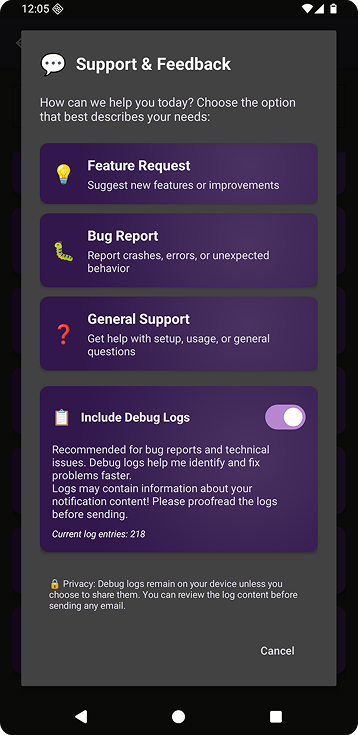 12:05
Support & Feedback
How can we help you today? Choose the option
that best describes your needs:
Feature Request
Suggest new features or improvements
Bug Report
Report crashes, errors, or unexpected
behavior
General Support
Get help with setup, usage, or general
questions
Include Debug Logs
Recommended for bug reports and technical
issues. Debug logs help me identify and fix
problems faster.
Logs may contain information about your
notification content! Please proofread the logs
before sending.
Current log entries: 218
Privacy: Debug logs remain on your device unless you
choose to share them. You can review the log content before
sending any email.
Cancel